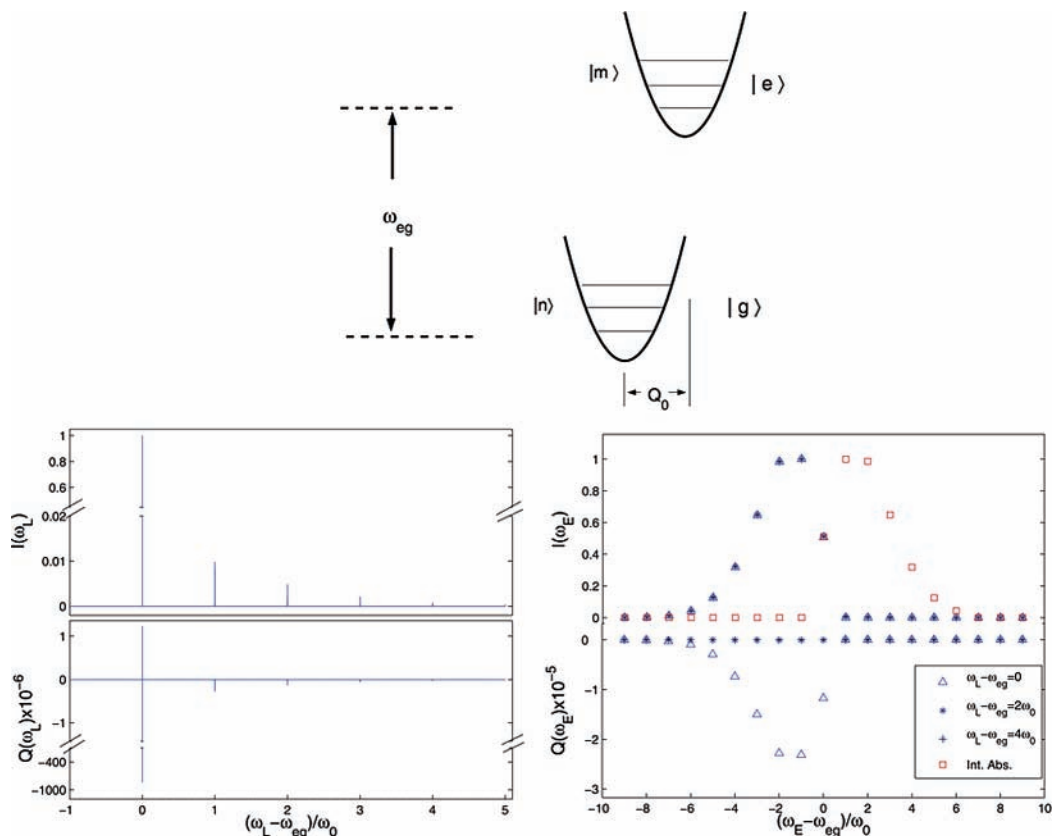 |m⟩
| e ⟩
ω_eg
|n⟩
| g ⟩
Q_0
I(ω_L)
1
0.8
0.6
0.02
0.01
0
Q(ω_L)x10^-6
1
0
-1
-400
-1000
-1
0
1
2
3
4
5
(ω_L-ω_eg)/ω_0
I(ω_E)
1
0.8
0.6
0.4
0.2
0
Q(ω_E)x10^-5
0
-1
-2
-3
ω_L-ω_eg=0
ω_L-ω_eg=2ω_0
ω_L-ω_eg=4ω_0
Int. Abs.
-10
-8
-6
-4
-2
0
2
4
6
8
10
(ω_E-ω_eg)/ω_0